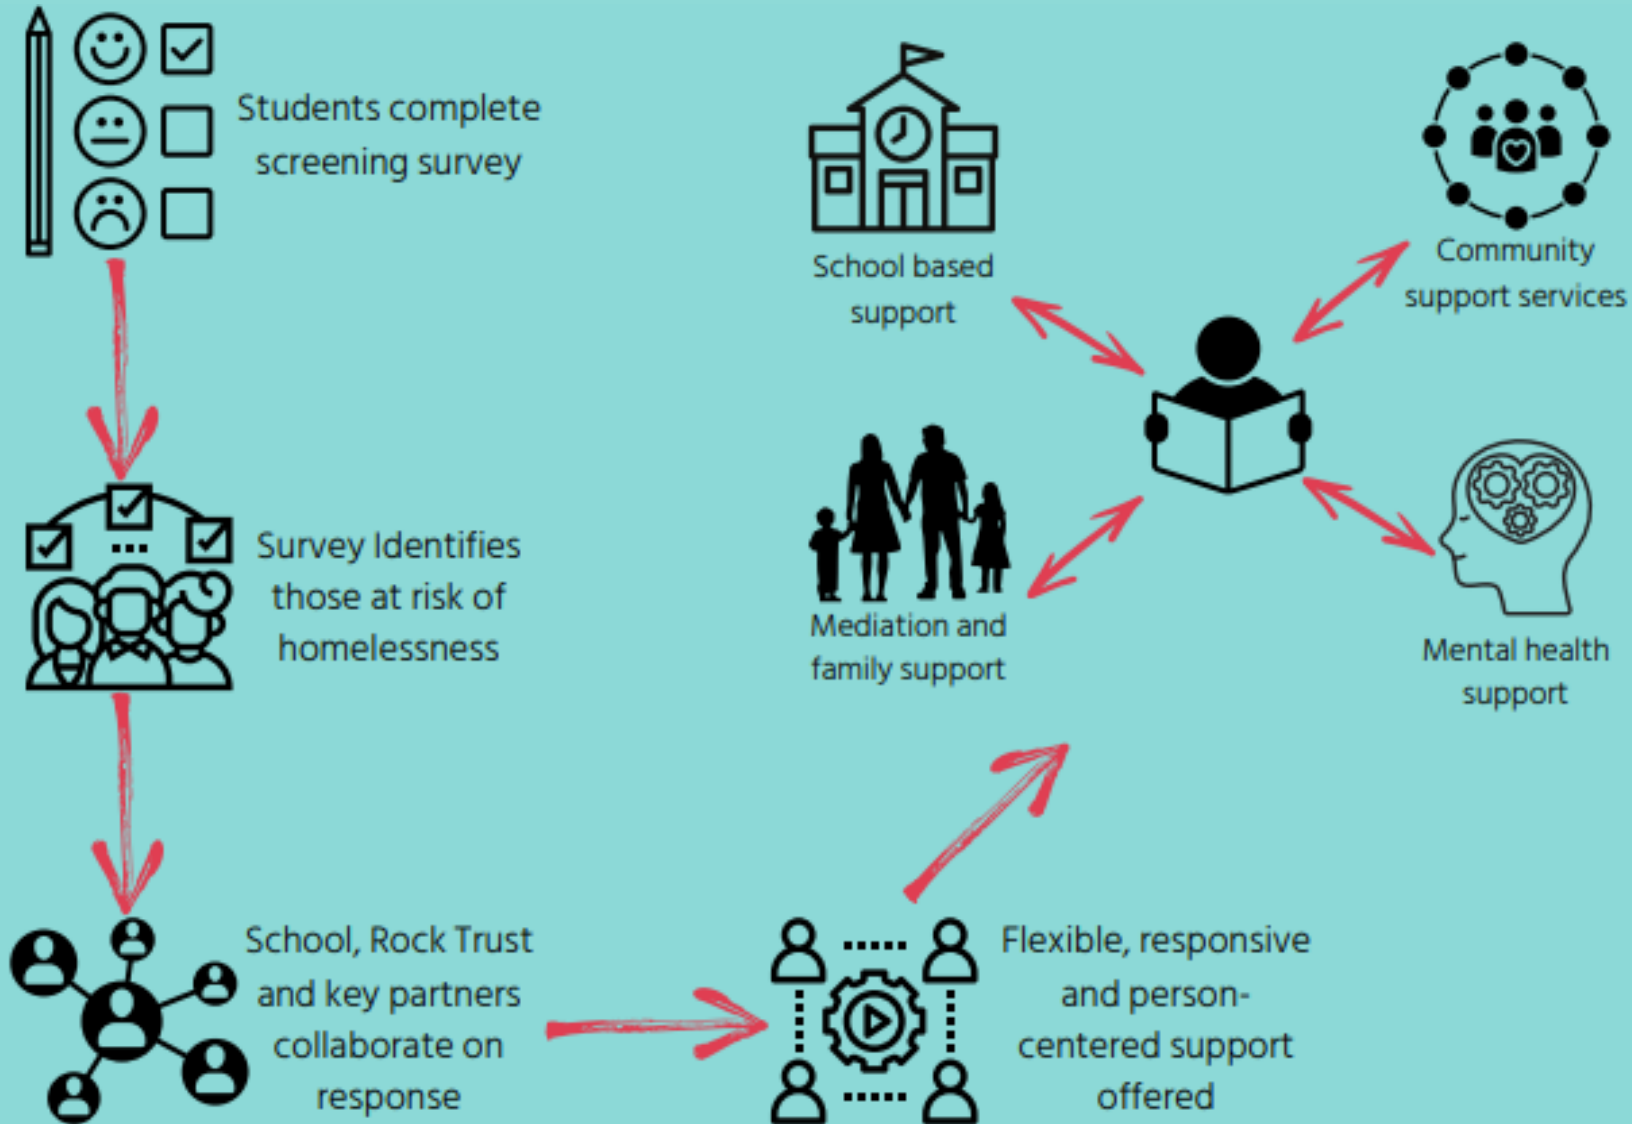 Students complete
screening survey
Survey Identifies
those at risk of
homelessness
School, Rock Trust
and key partners
collaborate on
response
Flexible, responsive
and person-
centered support
offered
School based
support
Community
support services
Mediation and
family support
Mental health
support